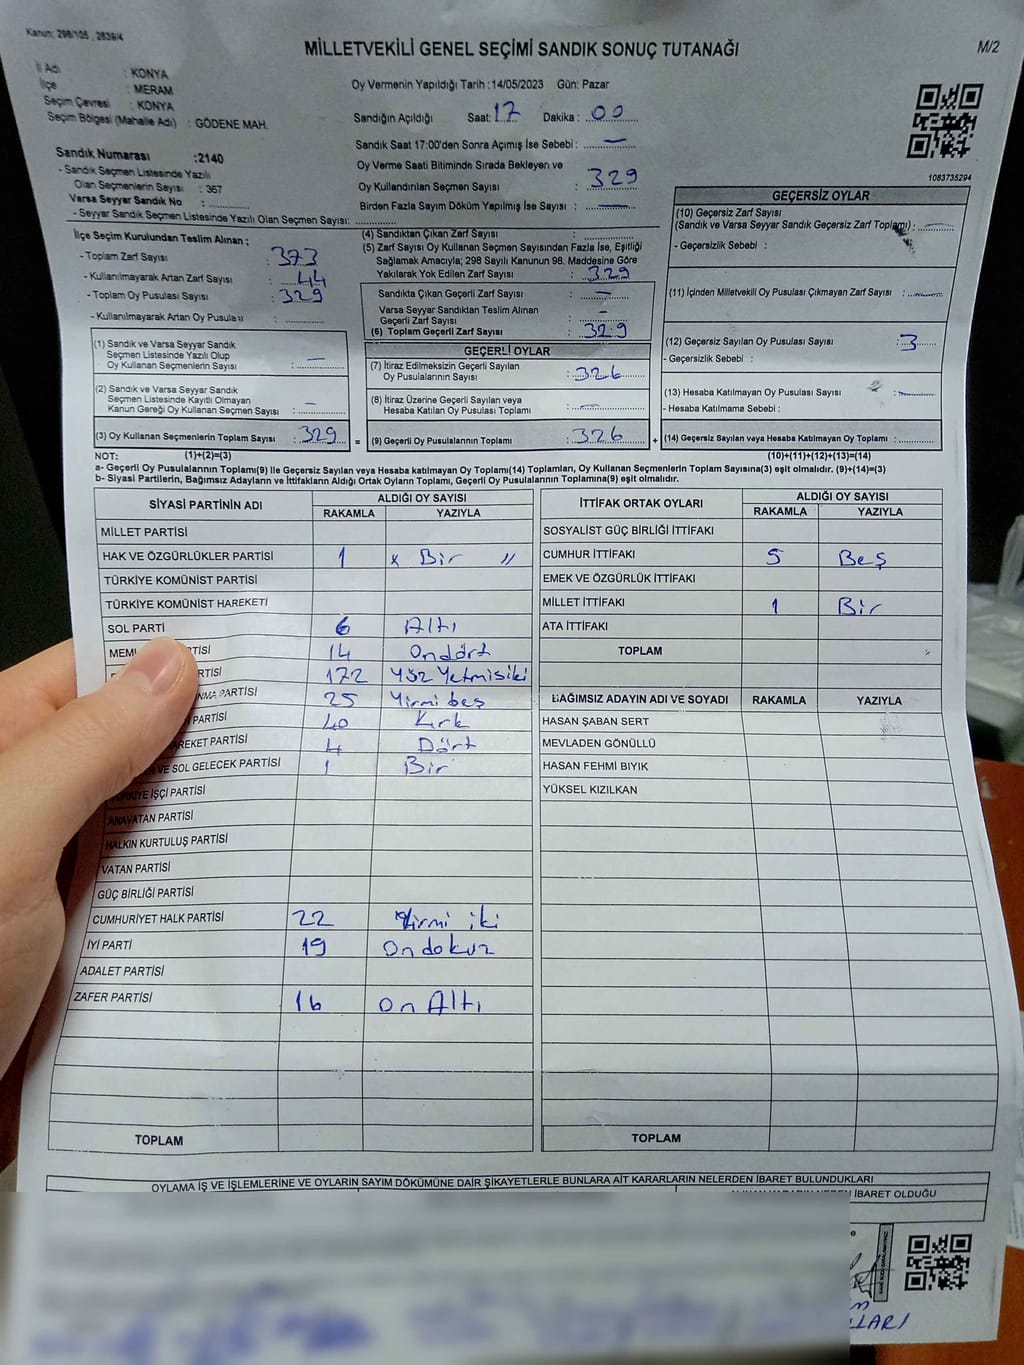 Kanun: 298/105 , 2839/4
MİLLETVEKİLİ GENEL SEÇİMİ SANDIK SONUÇ TUTANAĞI
M/2
İl Adı : KONYA
İlçe : MERAM
Seçim Çevresi : KONYA
Seçim Bölgesi (Mahalle Adı) : GÖDENE MAH.
Oy Vermenin Yapıldığı Tarih :14/05/2023 Gün: Pazar
Sandığın Açıldığı Saat: 17 Dakika : 00
Sandık Saat 17:00'den Sonra Açımış İse Sebebi : —
Oy Verme Saati Bitiminde Sırada Bekleyen ve
Oy Kullandırılan Seçmen Sayısı : 329
Birden Fazla Sayım Döküm Yapılmış İse Sayısı : —
1083735294
Sandık Numarası :2140
- Sandık Seçmen Listesinde Yazılı
Olan Seçmenlerin Sayısı : 367
Varsa Seyyar Sandık No :
- Seyyar Sandık Seçmen Listesinde Yazılı Olan Seçmen Sayısı:
İlçe Seçim Kurulundan Teslim Alınan ;
- Toplam Zarf Sayısı : 373
- Kullanılmayarak Artan Zarf Sayısı : 44
- Toplam Oy Pusulası Sayısı : 329
- Kullanılmayarak Artan Oy Pusulası :
(1) Sandık ve Varsa Seyyar Sandık
Seçmen Listesinde Yazılı Olup
Oy Kullanan Seçmenlerin Sayısı : —
(2) Sandık ve Varsa Seyyar Sandık
Seçmen Listesinde Kayıtlı Olmayan
Kanun Gereği Oy Kullanan Seçmen Sayısı : —
(3) Oy Kullanan Seçmenlerin Toplam Sayısı : 329 =
(4) Sandıktan Çıkan Zarf Sayısı :
(5) Zarf Sayısı Oy Kullanan Seçmen Sayısından Fazla İse, Eşitliği
Sağlamak Amacıyla; 298 Sayılı Kanunun 98. Maddesine Göre
Yakılarak Yok Edilen Zarf Sayısı : 329
Sandıkta Çıkan Geçerli Zarf Sayısı : —
Varsa Seyyar Sandıktan Teslim Alınan
Geçerli Zarf Sayısı : —
(6) Toplam Geçerli Zarf Sayısı : 329
GEÇERLİ OYLAR
(7) İtiraz Edilmeksizin Geçerli Sayılan
Oy Pusulalarının Sayısı : 326
(8) İtiraz Üzerine Geçerli Sayılan veya
Hesaba Katılan Oy Pusulası Toplamı : —
(9) Geçerli Oy Pusulalarının Toplamı : 326 +
GEÇERSİZ OYLAR
(10) Geçersiz Zarf Sayısı
(Sandık ve Varsa Seyyar Sandık Geçersiz Zarf Toplamı) : —
- Geçersizlik Sebebi :
(11) İçinden Milletvekili Oy Pusulası Çıkmayan Zarf Sayısı : —
(12) Geçersiz Sayılan Oy Pusulası Sayısı : 3
- Geçersizlik Sebebi :
(13) Hesaba Katılmayan Oy Pusulası : —
- Hesaba Katılmama Sebebi :
(14) Geçersiz Sayılan veya Hesaba Katılmayan Oy Toplamı :
NOT: (1)+(2)=(3) (10)+(11)+(12)+(13)=(14)
a- Geçerli Oy Pusulalarının Toplamı(9) ile Geçersiz Sayılan veya Hesaba katılmayan Oy Toplamı(14) Toplamları, Oy Kullanan Seçmenlerin Toplam Sayısına(3) eşit olmalıdır. (9)+(14)=(3)
b- Siyasi Partilerin, Bağımsız Adayların ve İttifakların Aldığı Oyların Toplamı, Geçerli Oy Pusulalarının Toplamına(9) eşit olmalıdır.
SİYASİ PARTİNİN ADI ALDIĞI OY SAYISI
RAKAMLA YAZIYLA
MİLLET PARTİSİ
HAK VE ÖZGÜRLÜKLER PARTİSİ 1 x Bir //
TÜRKİYE KOMÜNİST PARTİSİ
TÜRKİYE KOMÜNİST HAREKETİ
SOL PARTİ 6 Altı
MEM TİSİ 14 Ondört
RTİSİ 172 Yüz Yetmişiki
NMA PARTİSİ 25 Yirmi beş
PARTİSİ 40 Kırk
AREKET PARTİSİ 4 Dört
VE SOL GELECEK PARTİSİ 1 Bir
TÜRKİYE İŞÇİ PARTİSİ
ANAVATAN PARTİSİ
HALKIN KURTULUŞ PARTİSİ
VATAN PARTİSİ
GÜÇ BİRLİĞİ PARTİSİ
CUMHURİYET HALK PARTİSİ 22 Yirmi iki
İYİ PARTİ 19 Ondokuz
ADALET PARTİSİ
ZAFER PARTİSİ 16 on Altı
TOPLAM
İTTİFAK ORTAK OYLARI ALDIĞI OY SAYISI
RAKAMLA YAZIYLA
SOSYALİST GÜÇ BİRLİĞİ İTTİFAKI
CUMHUR İTTİFAKI 5 Beş
EMEK VE ÖZGÜRLÜK İTTİFAKI
MİLLET İTTİFAKI 1 Bir
ATA İTTİFAKI
TOPLAM
BAĞIMSIZ ADAYIN ADI VE SOYADI RAKAMLA YAZIYLA
HASAN ŞABAN SERT
MEVLADEN GÖNÜLLÜ
HASAN FEHMİ BIYIK
YÜKSEL KIZILKAN
TOPLAM
OYLAMA İŞ VE İŞLEMLERİNE VE OYLARIN SAYIM DÖKÜMÜNE DAİR ŞİKAYETLERLE BUNLARA AİT KARARLARIN NELERDEN İBARET BULUNDUKLARI
İBARET OLDUĞU
LLARI